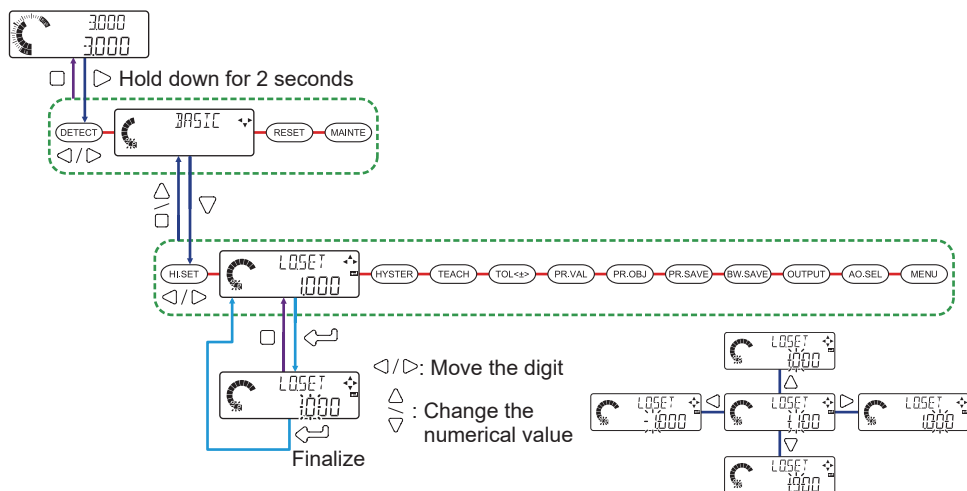 3.000
3.000
Hold down for 2 seconds
DETECT BASIC RESET MAINTE
/
/
HI.SET LO.SET HYSTER TEACH TOL<±> PR.VAL PR.OBJ PR.SAVE BW.SAVE OUTPUT AO.SEL MENU
1.000
/
LO.SET
1.000
Finalize
/ : Move the digit
/ : Change the
numerical value
LO.SET
1.000
LO.SET
-1.000
LO.SET
1.100
LO.SET
1.000
LO.SET
1.900